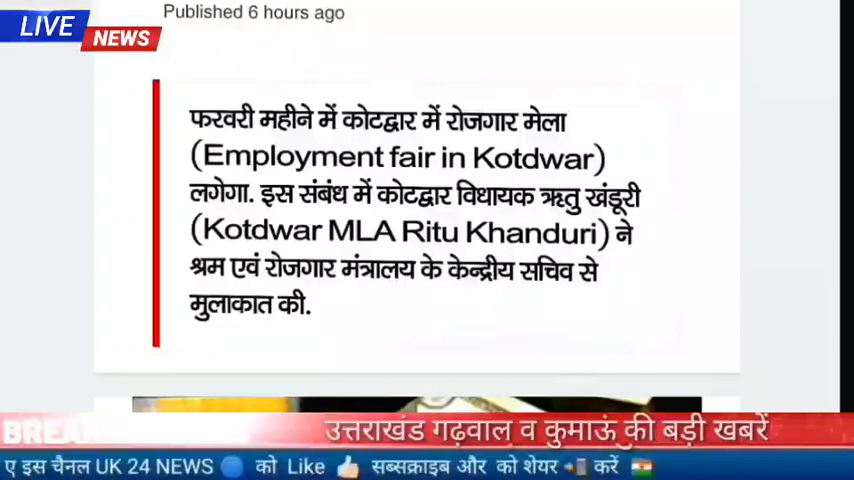 Published 6 hours ago
LIVE
NEWS
फरवरी महीने में कोटद्वार में रोजगार मेला
(Employment fair in Kotdwar)
लगेगा. इस संबंध में कोटद्वार विधायक ऋतु खंडूरी
(Kotdwar MLA Ritu Khanduri) ने
श्रम एवं रोजगार मंत्रालय के केन्द्रीय सचिव से
मुलाकात की.
उत्तराखंड गढ़वाल व कुमाऊं की बड़ी खबरें
ए इस चैनल UK 24 NEWS 🔵 को Like 👍🏻 सब्सक्राइब और को शेयर 📲 करें 🇮🇳